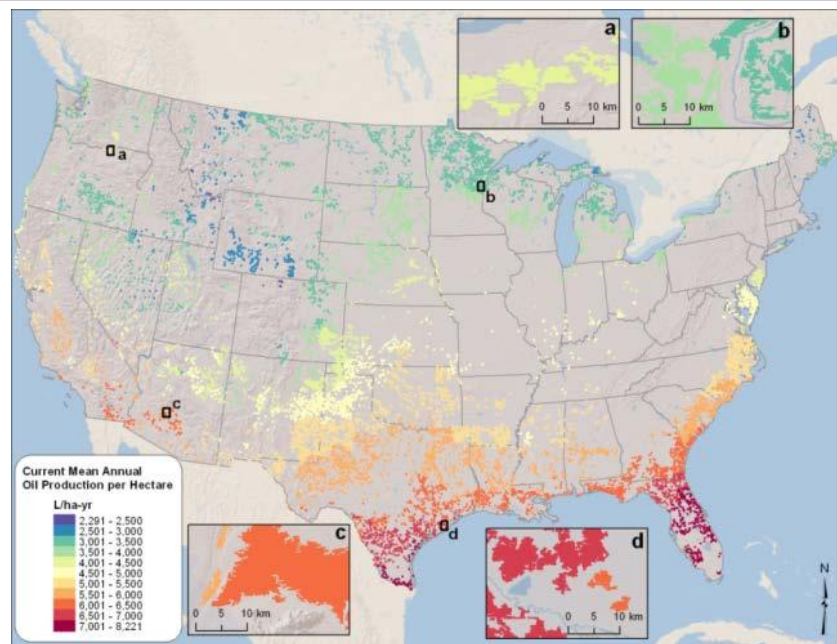 a
0 5 10 km
b
0 5 10 km
a
b
c
d
Current Mean Annual
Oil Production per Hectare
L/ha-yr
2,291 - 2,500
2,501 - 3,000
3,001 - 3,500
3,501 - 4,000
4,001 - 4,500
4,501 - 5,000
5,001 - 5,500
5,501 - 6,000
6,001 - 6,500
6,501 - 7,000
7,001 - 8,221
c
0 5 10 km
d
0 5 10 km
N